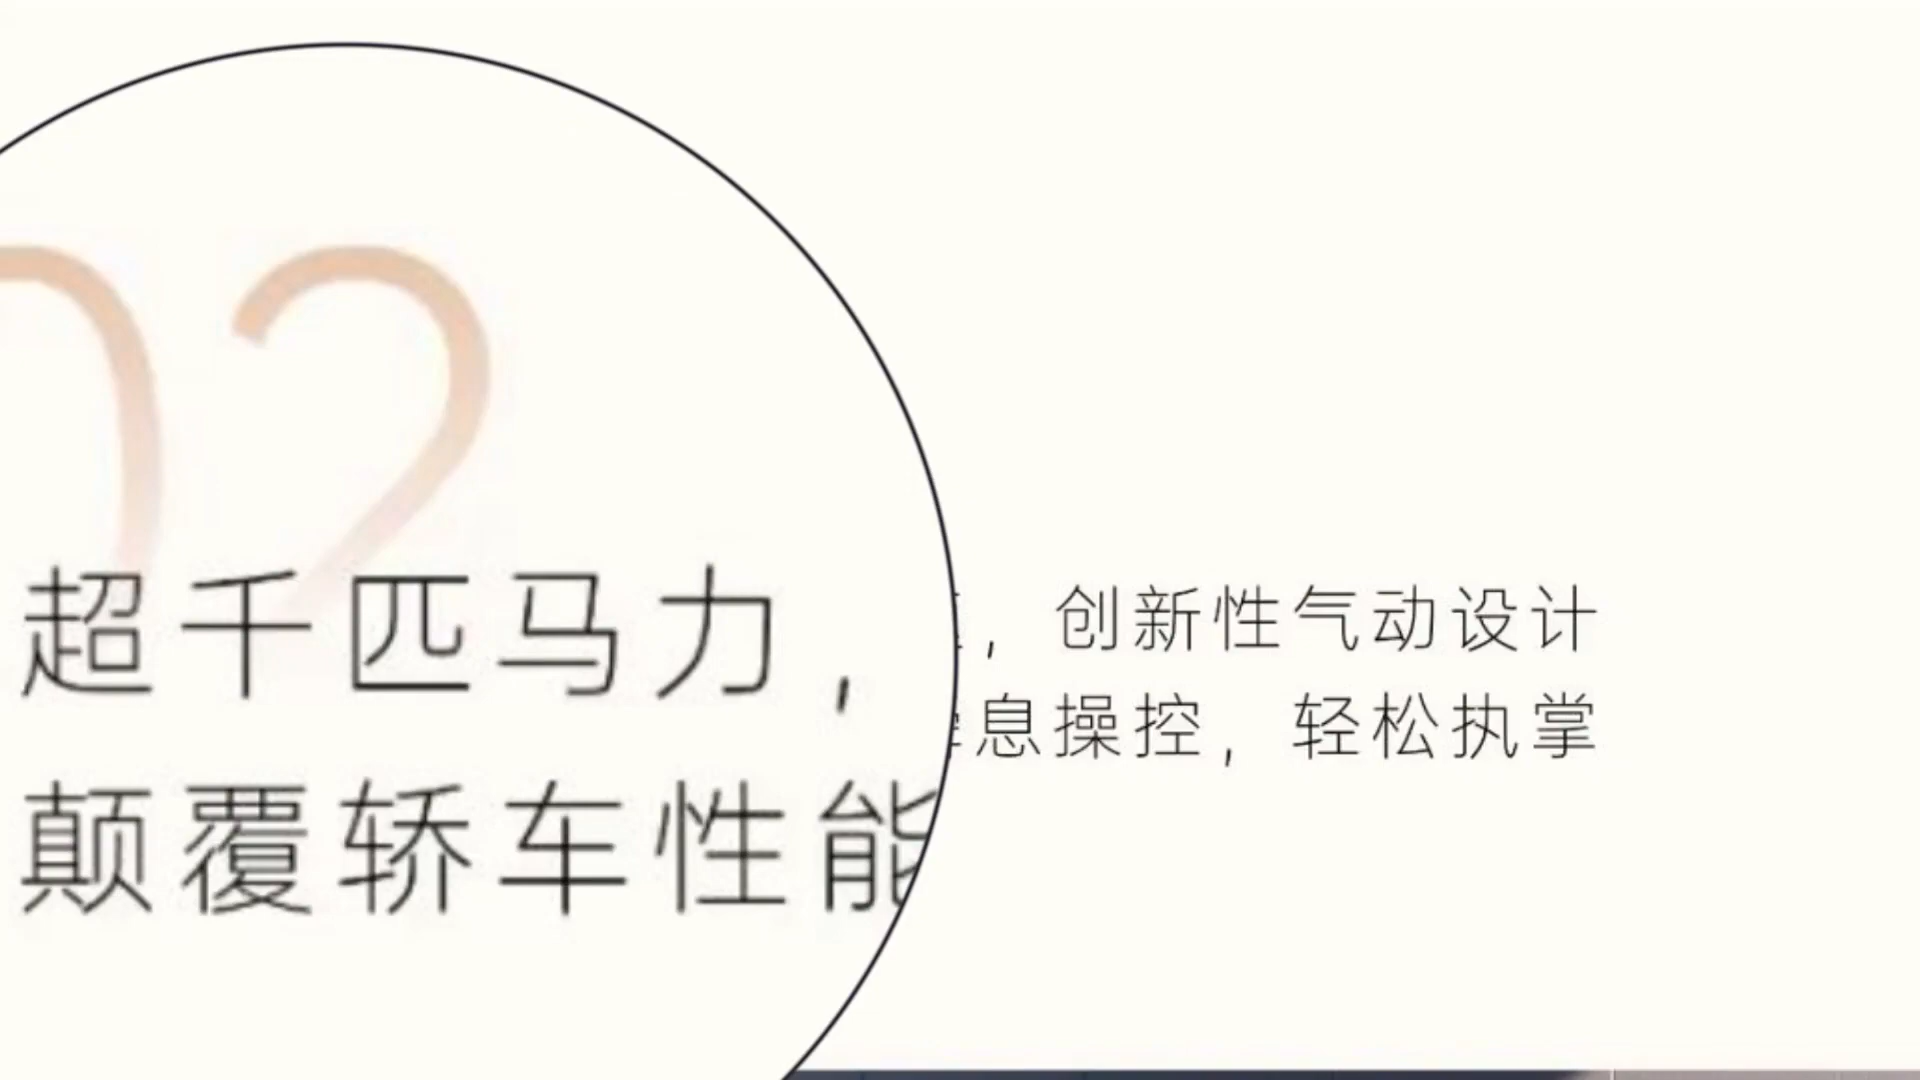 02
超千匹马力，
颠覆轿车性能
，创新性气动设计
息操控，轻松执掌